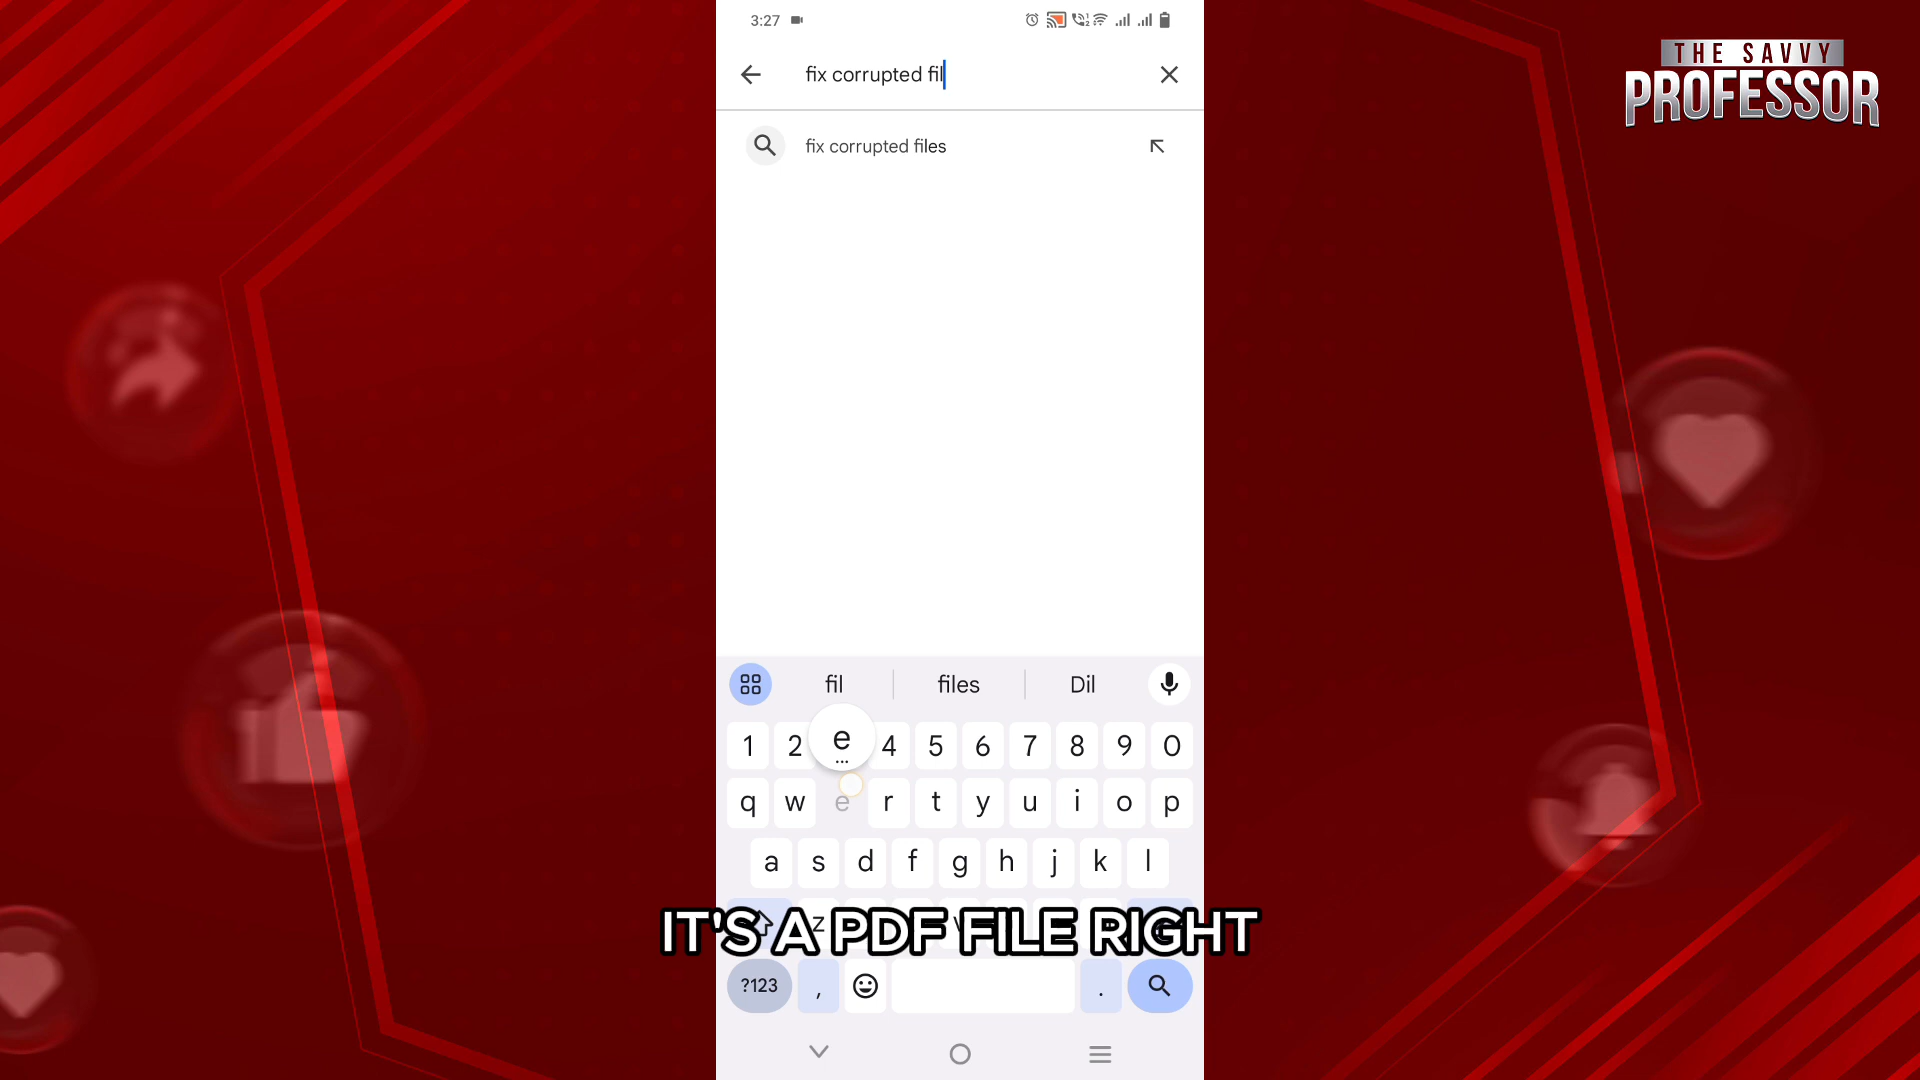 3:27
THE SAVVY
PROFESSOR
fix corrupted fil
fix corrupted files
fil files Dil
1 2 e 4 5 6 7 8 9 0
q w e r t y u i o p
a s d f g h j k l
z v
IT'S A PDF FILE RIGHT
?123 , .